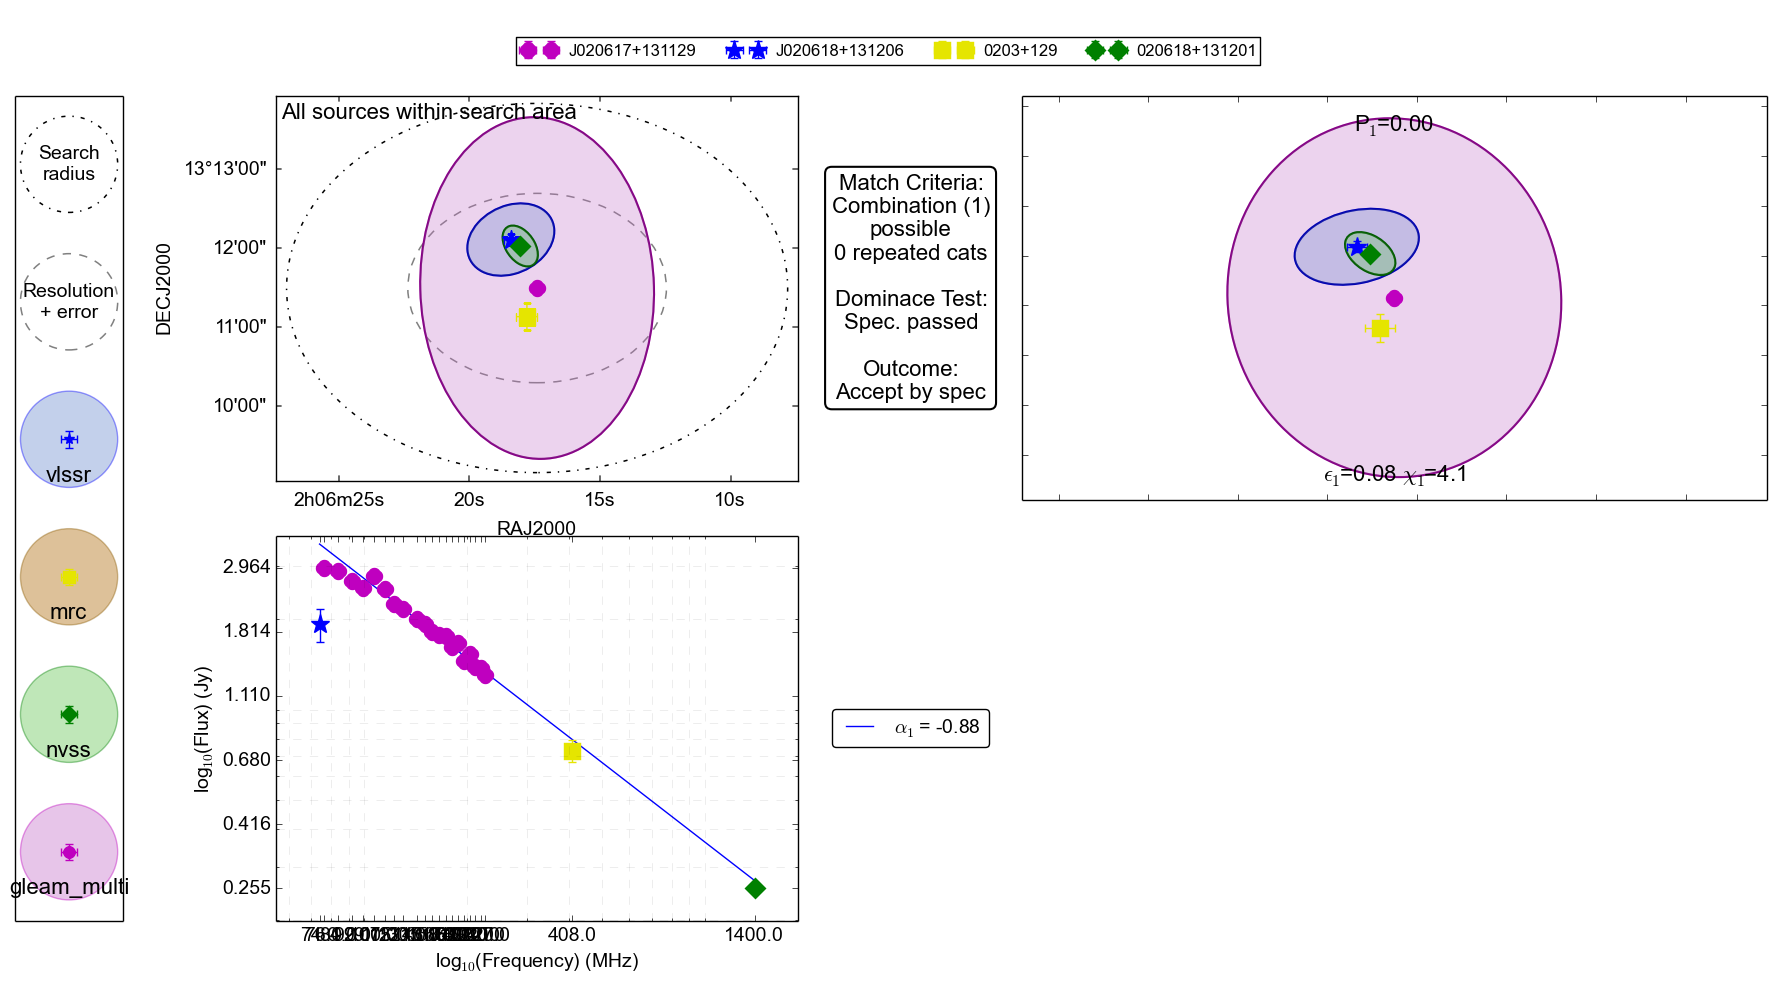 J020617+131129 J020618+131206 0203+129 020618+131201
Search
radius
Resolution
+ error
vlssr
mrc
nvss
gleam_multi
All sources within search area
DECJ2000
13°13'00"
12'00"
11'00"
10'00"
2h06m25s 20s 15s 10s
RAJ2000
Match Criteria:
Combination (1)
possible
0 repeated cats
Dominace Test:
Spec. passed
Outcome:
Accept by spec
P₁=0.00
ϵ₁=0.08 χ₁=4.1
log₁₀(Flux) (Jy)
2.964
1.814
1.110
0.680
0.416
0.255
408.0 1400.0
log₁₀(Frequency) (MHz)
α₁ = -0.88